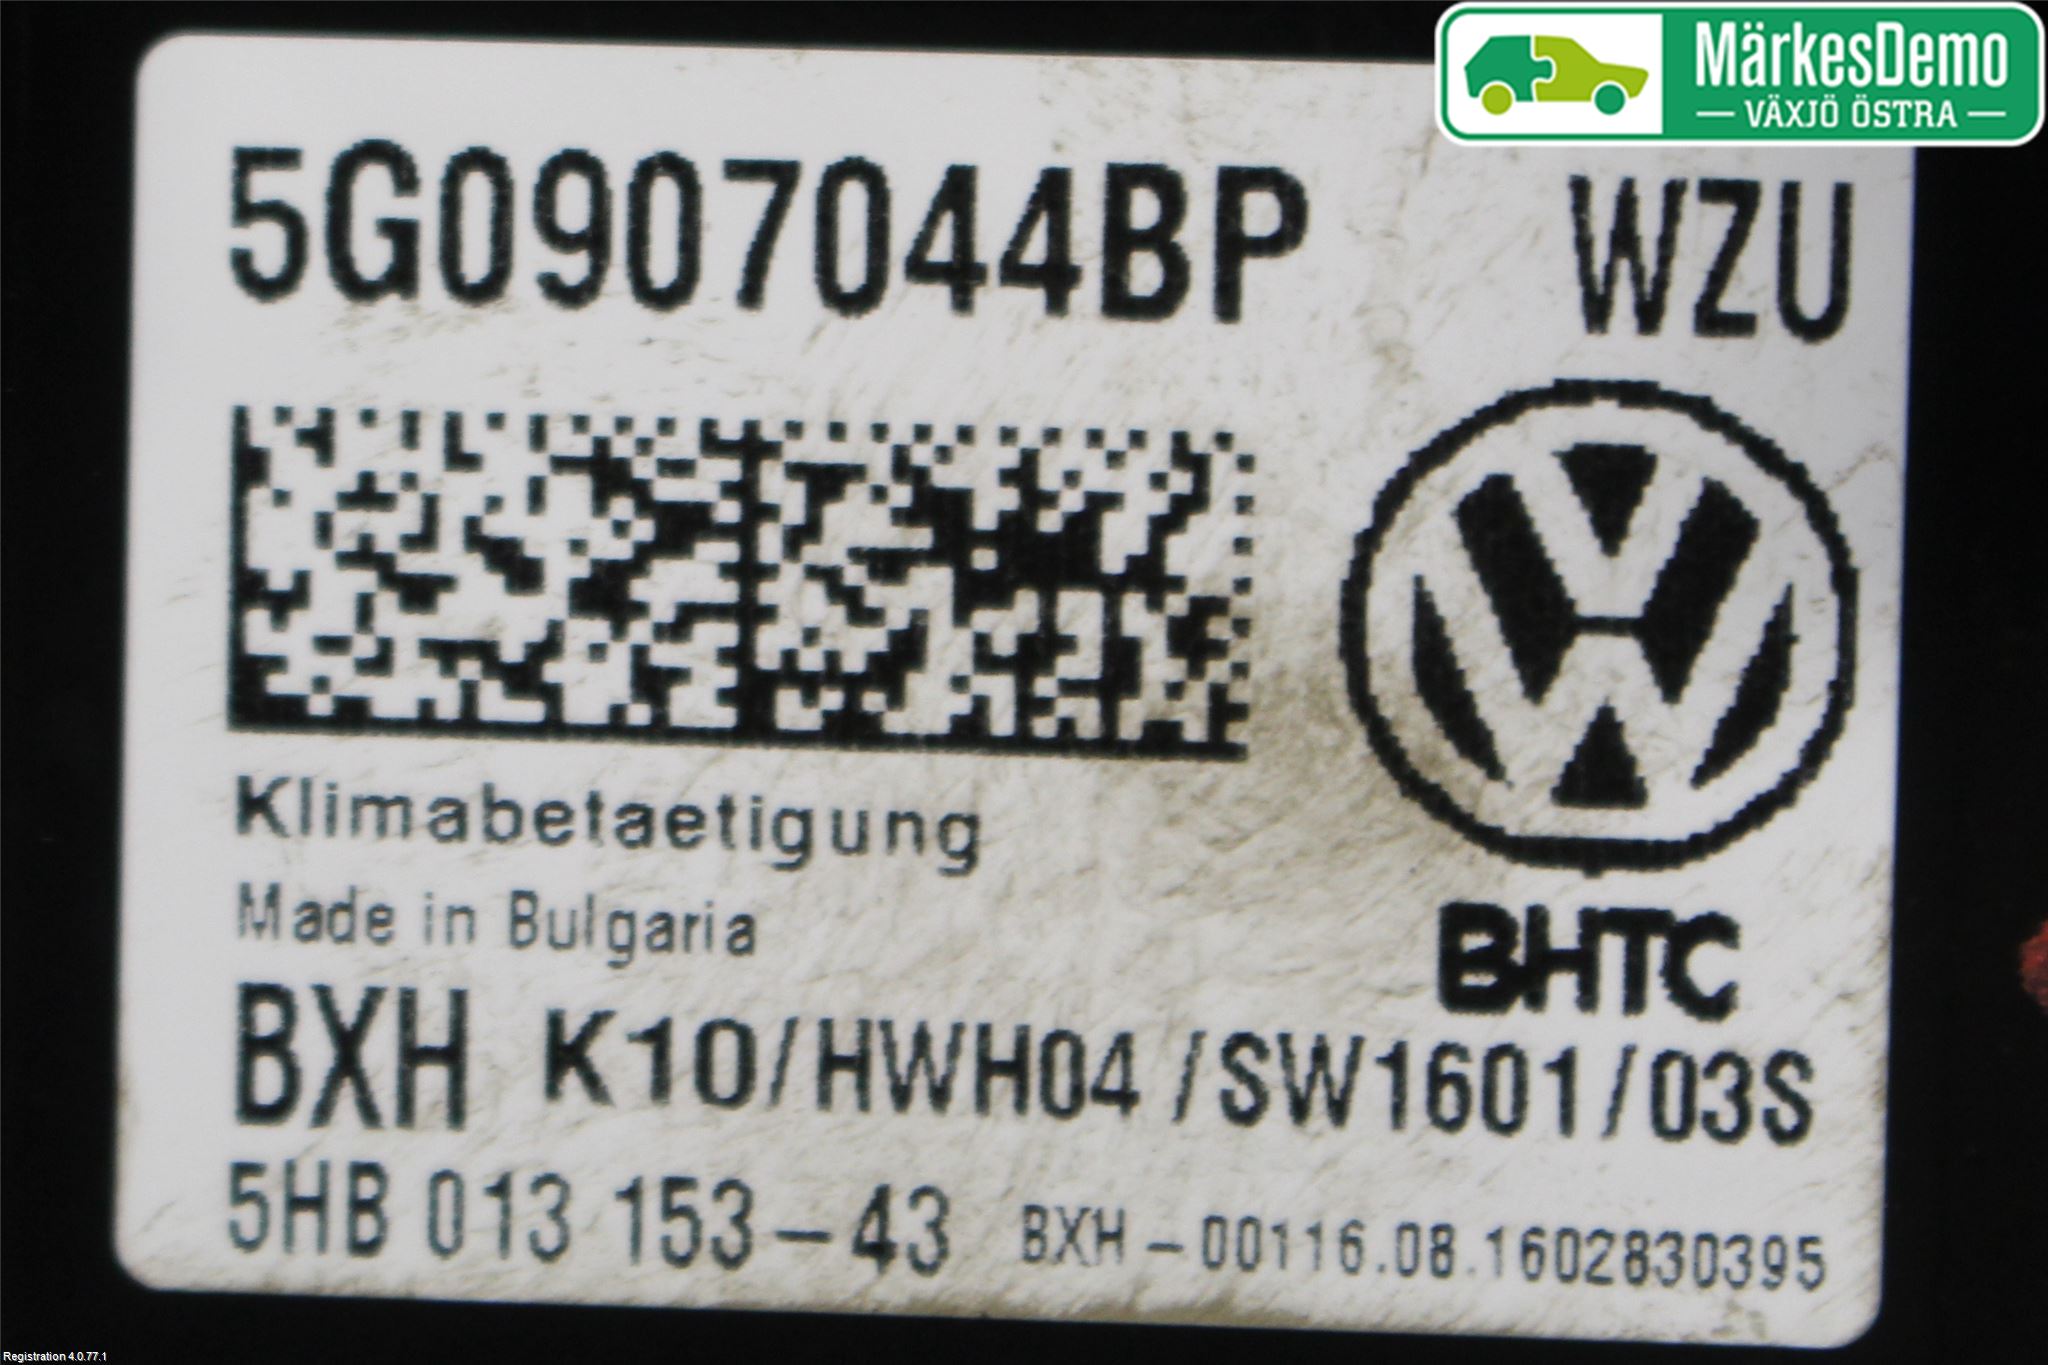 MärkesDemo
VÄXJÖ ÖSTRA
5G0907044BP WZU
Klimabetaetigung
Made in Bulgaria
BHTC
BXH K10/HWH04/SW1601/03S
5HB 013 153-43 BXH-00116.08.1602830395
Registration 4.0.77.1